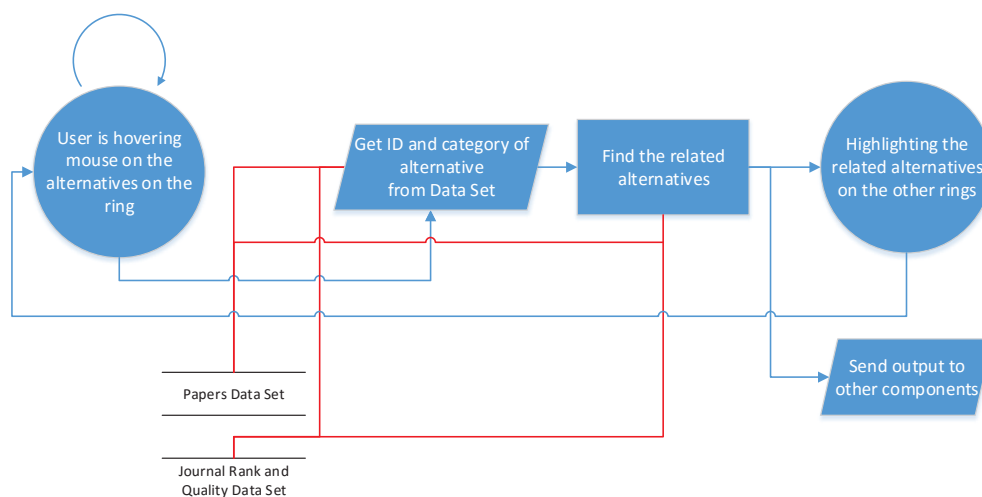 User is hovering
mouse on the
alternatives on the
ring
Get ID and category of
alternative
from Data Set
Find the related
alternatives
Highlighting the
related alternatives
on the other rings
Send output to
other components
Papers Data Set
Journal Rank and
Quality Data Set